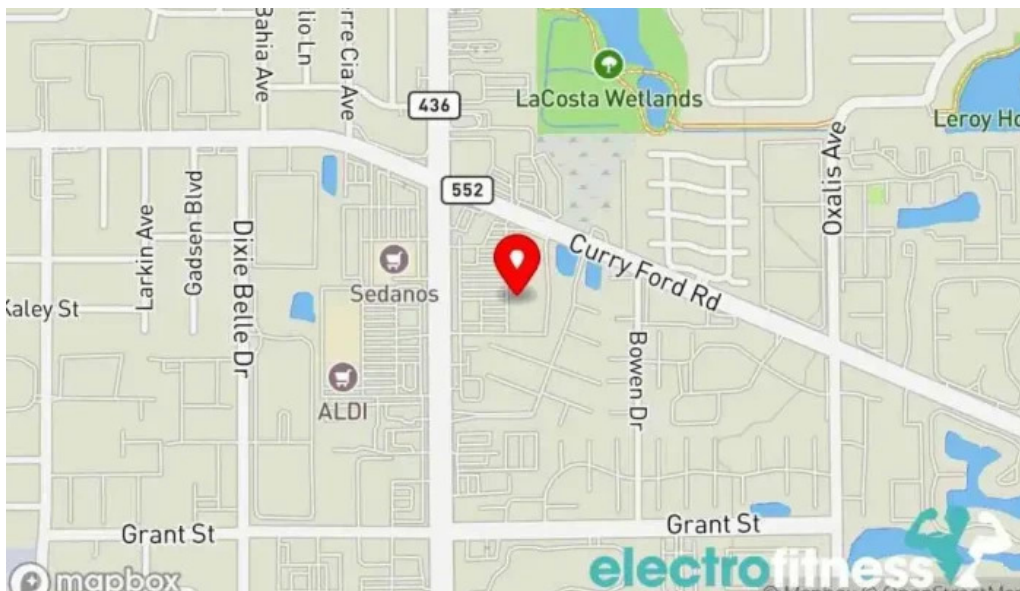 Bahia Ave
lio Ln
rre Cia Ave
436
LaCosta Wetlands
Leroy Ho
552
Oxalis Ave
Larkin Ave
Gadsen Blvd
Dixie Belle Dr
Curry Ford Rd
Sedanos
Kaley St
Bowen Dr
ALDI
Grant St
Grant St
electrofitness
mapbox